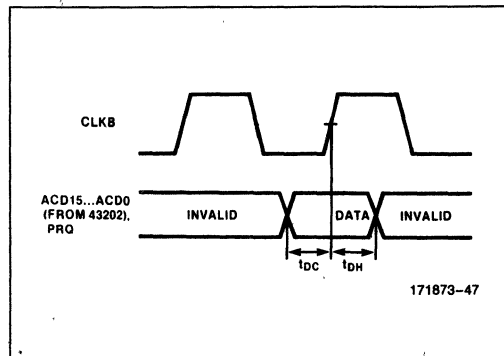 CLKB
ACD15...ACD0
(FROM 43202),
PRQ
INVALID
DATA
INVALID
tDC
tDH
171873–47